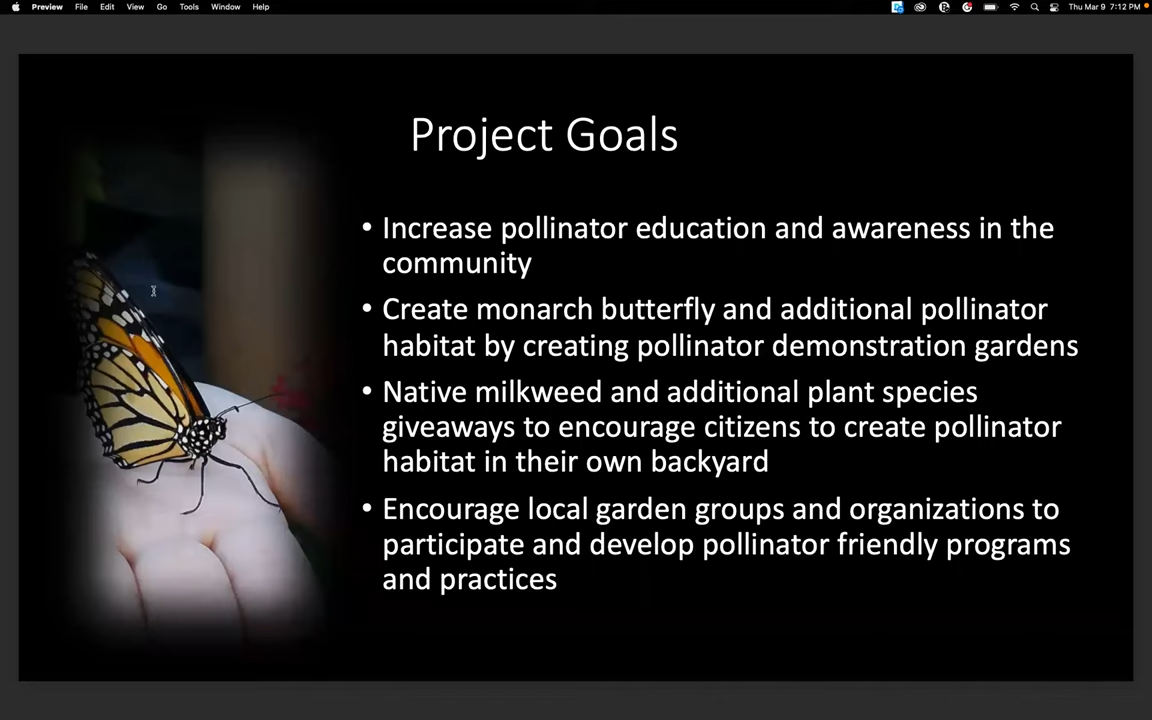 Preview File Edit View Go Tools Window Help Thu Mar 9 7:12 PM
Project Goals
• Increase pollinator education and awareness in the
community
• Create monarch butterfly and additional pollinator
habitat by creating pollinator demonstration gardens
• Native milkweed and additional plant species
giveaways to encourage citizens to create pollinator
habitat in their own backyard
• Encourage local garden groups and organizations to
participate and develop pollinator friendly programs
and practices